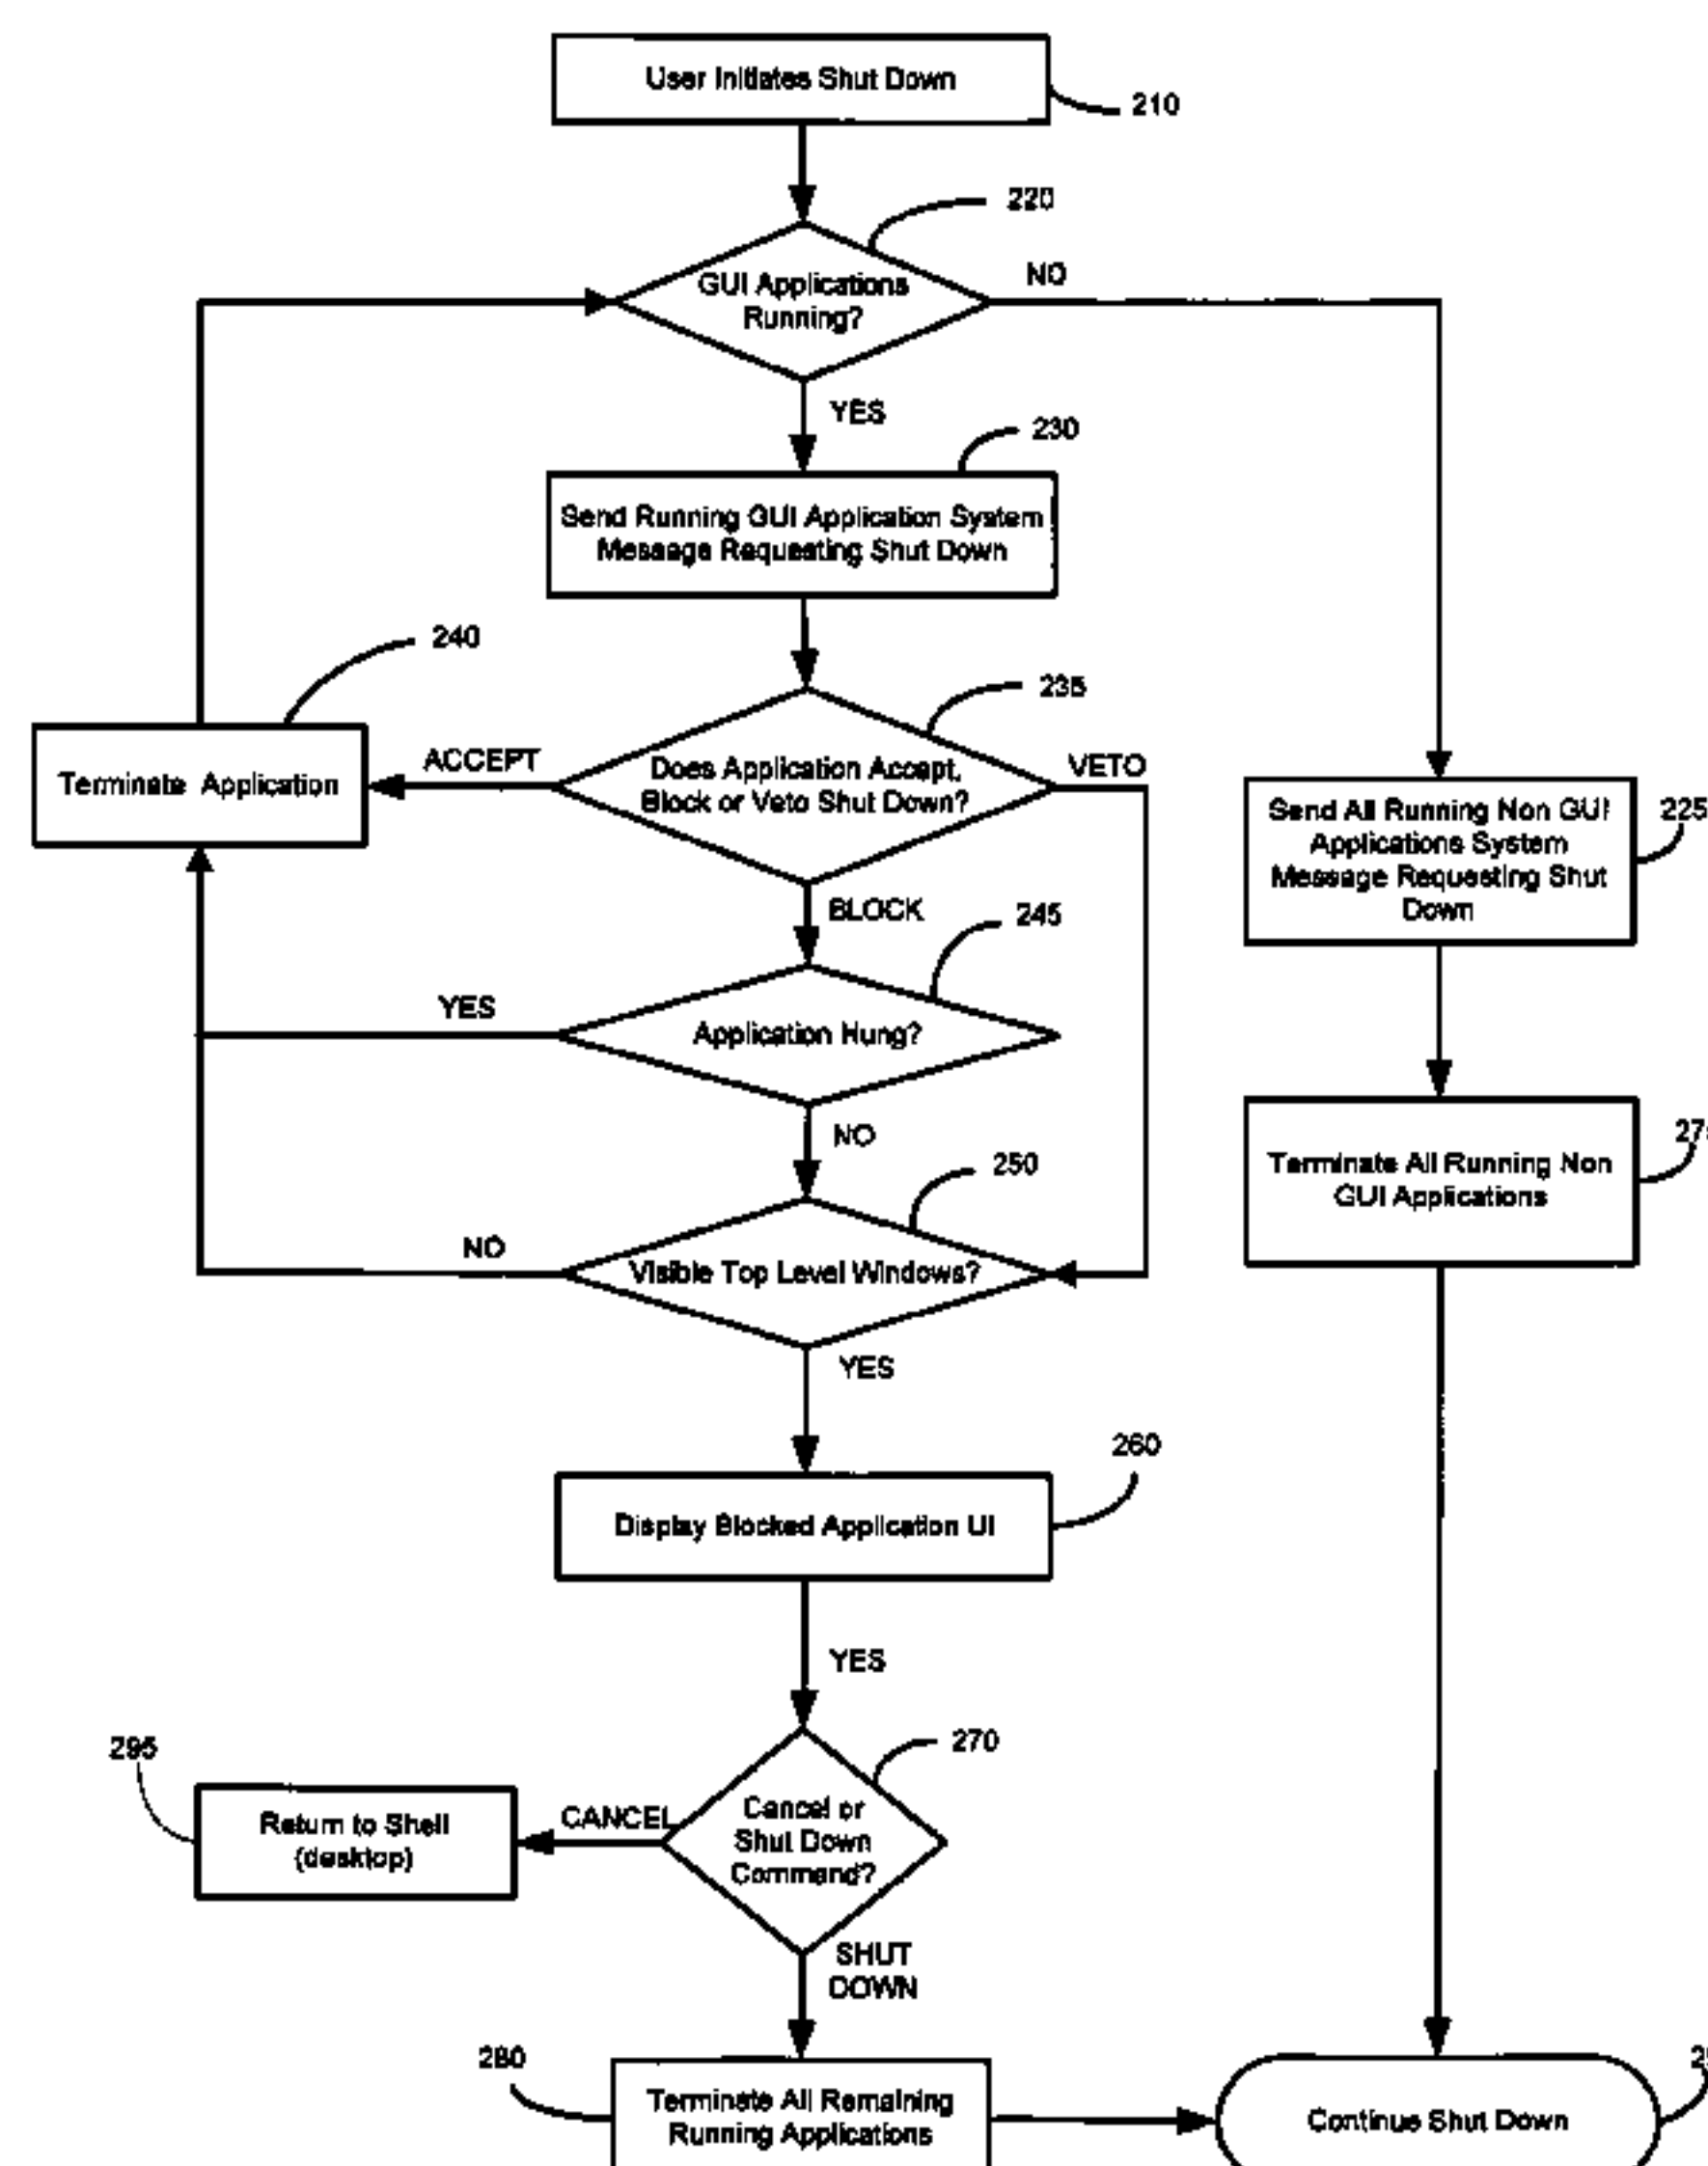 User Initiates Shut Down
210
220
GUI Applications
Running?
NO
YES
230
Send Running GUI Application System
Message Requesting Shut Down
240
235
Terminate Application
ACCEPT
Does Application Accept,
Block or Veto Shut Down?
VETO
Send All Running Non GUI
Applications System
Message Requesting Shut
Down
225
BLOCK
245
YES
Application Hung?
NO
250
Terminate All Running Non
GUI Applications
NO
Visible Top Level Windows?
YES
260
Display Blocked Application UI
YES
295
270
Return to Shell
(desktop)
CANCEL
Cancel or
Shut Down
Command?
SHUT
DOWN
280
Terminate All Remaining
Running Applications
Continue Shut Down